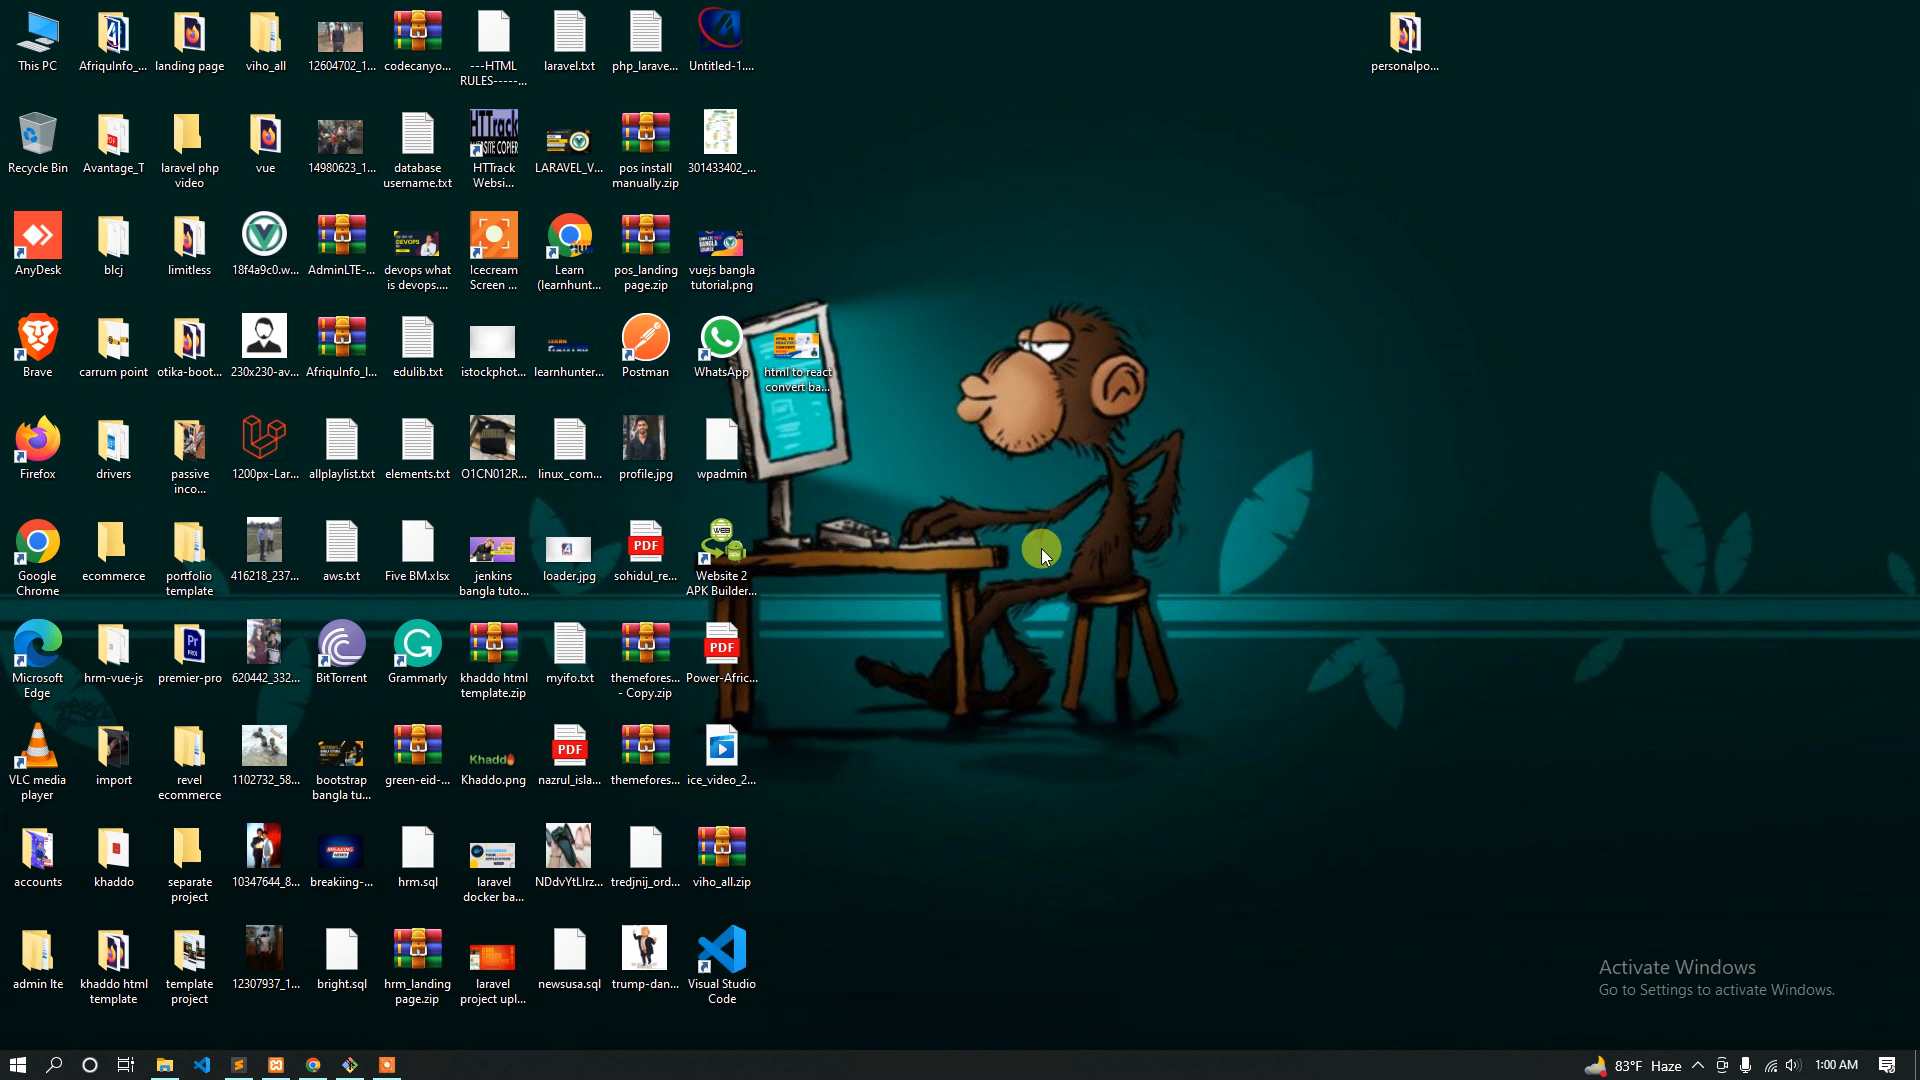 This PC
AfriquInfo_...
landing page
viho_all
12604702_1...
codecanyo...
---HTML
RULES-----...
laravel.txt
php_larave...
Untitled-1....
personalpo...
Recycle Bin
Avantage_T
laravel php
video
vue
14980623_1...
database
username.txt
HTTrack
Websi...
LARAVEL_V...
pos install
manually.zip
301433402_...
AnyDesk
blcj
limitless
18f4a9c0.w...
AdminLTE-...
devops what
is devops....
Icecream
Screen ...
Learn
(learnhunt...
pos_landing
page.zip
vuejs bangla
tutorial.png
Brave
carrum point
otika-boot...
230x230-av...
AfriquInfo_l...
edulib.txt
istockphot...
learnhunter...
Postman
WhatsApp
html to react
convert ba...
Firefox
drivers
passive
inco...
1200px-Lar...
allplaylist.txt
elements.txt
O1CN012R...
linux_com...
profile.jpg
wpadmin
Google
Chrome
ecommerce
portfolio
template
416218_237...
aws.txt
Five BM.xlsx
jenkins
bangla tuto...
loader.jpg
PDF
sohidul_re...
Website 2
APK Builder...
Microsoft
Edge
hrm-vue-js
premier-pro
620442_332...
BitTorrent
Grammarly
khaddo html
template.zip
myifo.txt
themefores...
- Copy.zip
PDF
Power-Afric...
VLC media
player
import
revel
ecommerce
1102732_58...
bootstrap
bangla tu...
green-eid-...
Khaddo.png
PDF
nazrul_isla...
themefores...
ice_video_2...
accounts
khaddo
separate
project
10347644_8...
breakiing-...
hrm.sql
laravel
docker ba...
NDdvYtLlrz...
tredjnij_ord...
viho_all.zip
admin lte
khaddo html
template
template
project
12307937_1...
bright.sql
hrm_landing
page.zip
laravel
project upl...
newsusa.sql
trump-dan...
Visual Studio
Code
Activate Windows
Go to Settings to activate Windows.
83°F Haze
1:00 AM